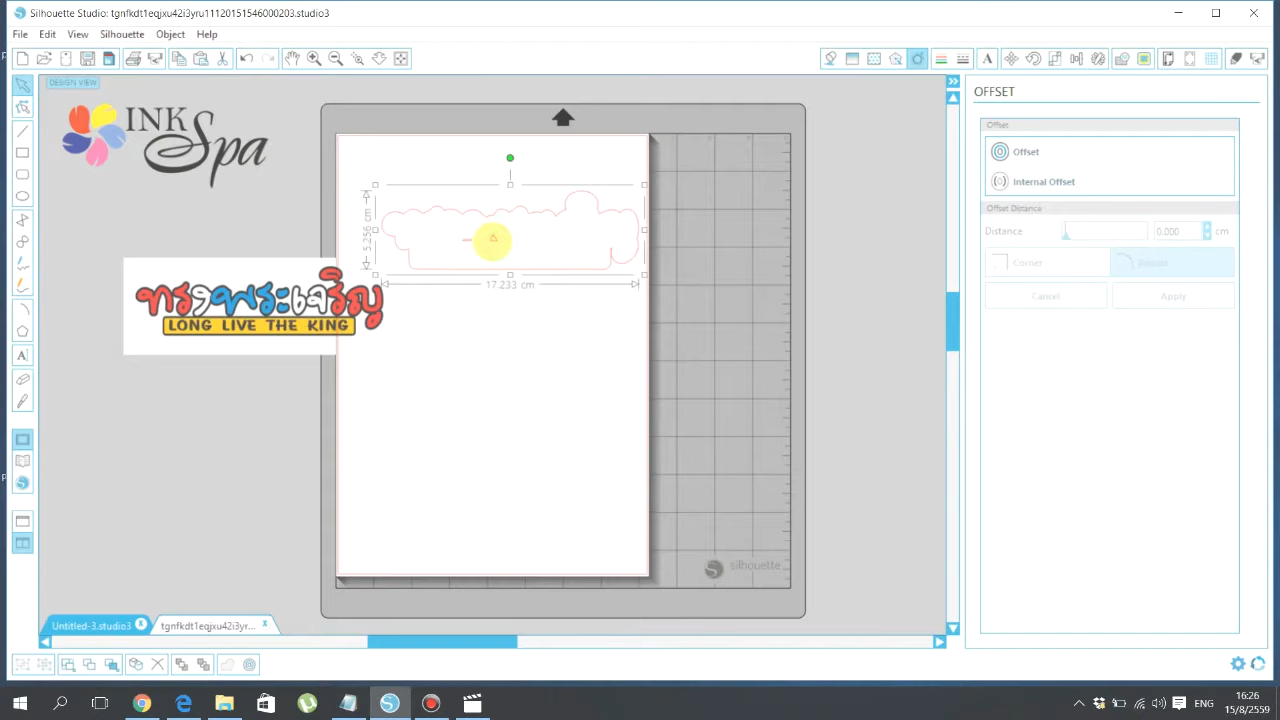 Silhouette Studio: tgnfkdt1eqjxu42i3yru11120151546000203.studio3
File Edit View Silhouette Object Help
DESIGN VIEW
INK Spa
5.256 cm
17.233 cm
ทรงพระเจริญ
LONG LIVE THE KING
silhouette
OFFSET
Offset
Offset
Internal Offset
Offset Distance
Distance 0.000 cm
Corner
Cancel Apply
Untitled-3.studio3 x tgnfkdt1eqjxu42i3yr... x
ENG
16:26
15/8/2559